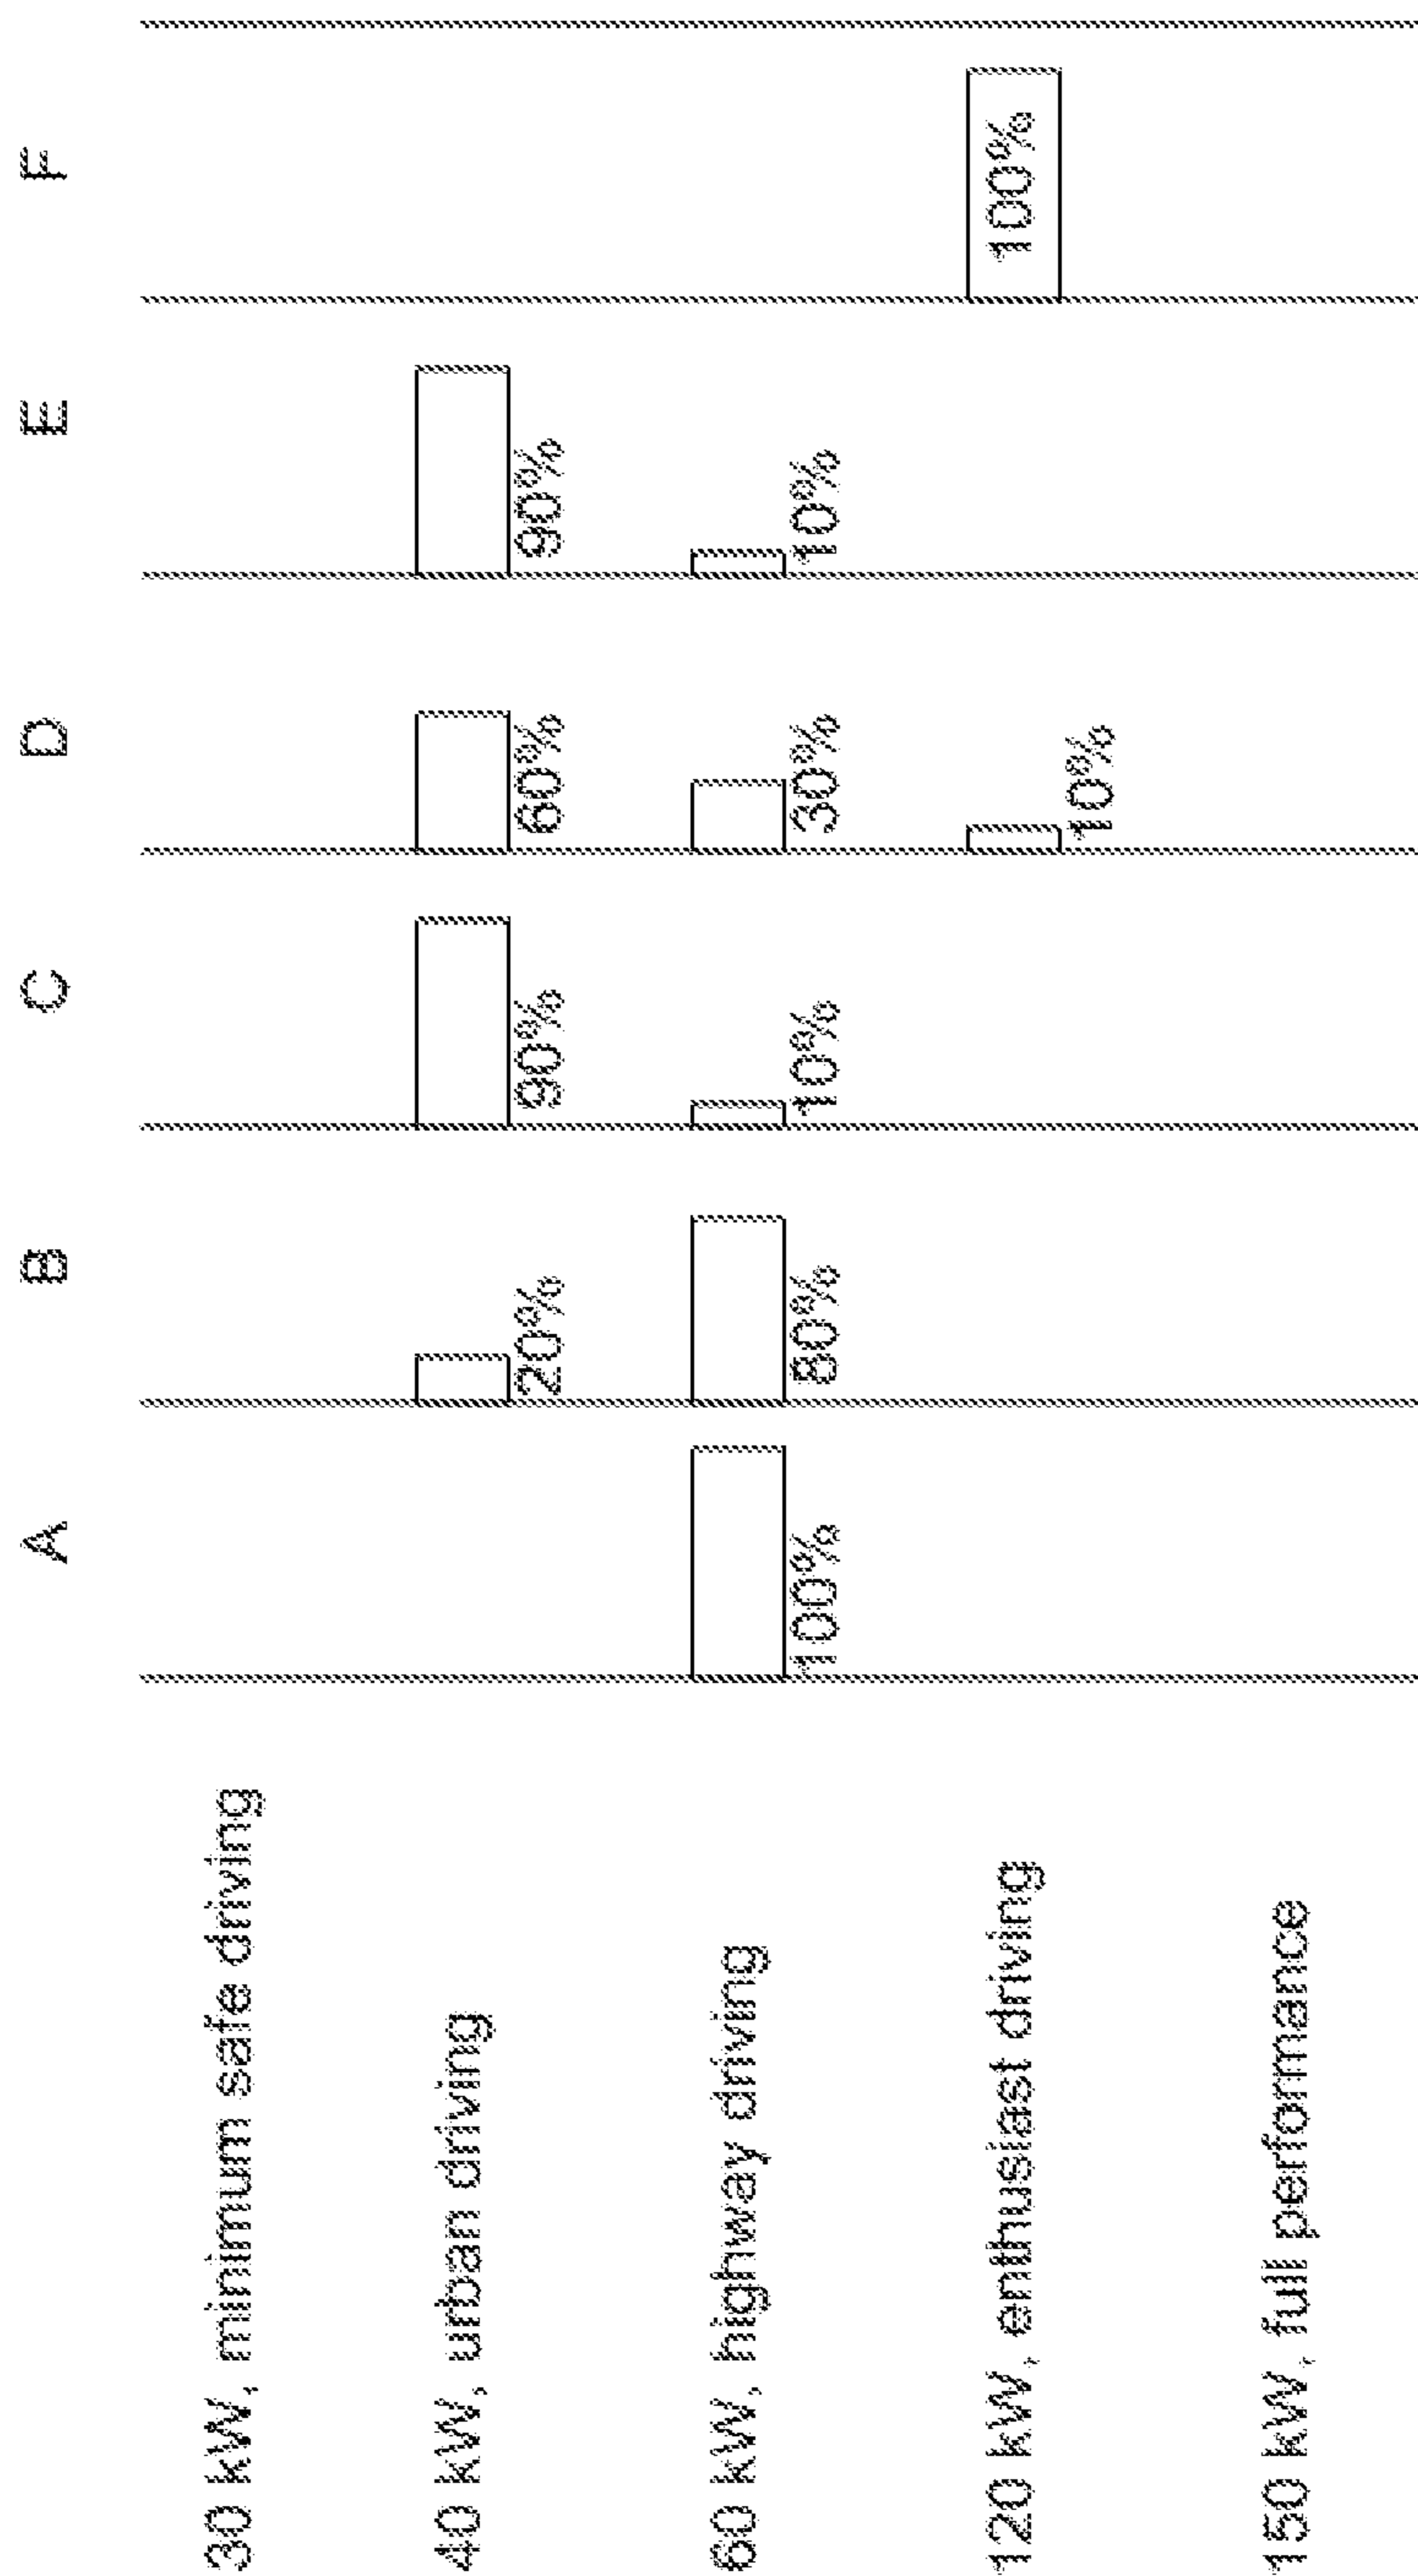 A B C D E F
30 kW, minimum safe driving
40 kW, urban driving
20% 90% 60% 90%
60 kW, highway driving
100% 80% 10% 30% 10%
120 kW, enthusiast driving
100%
10%
150 kW, full performance